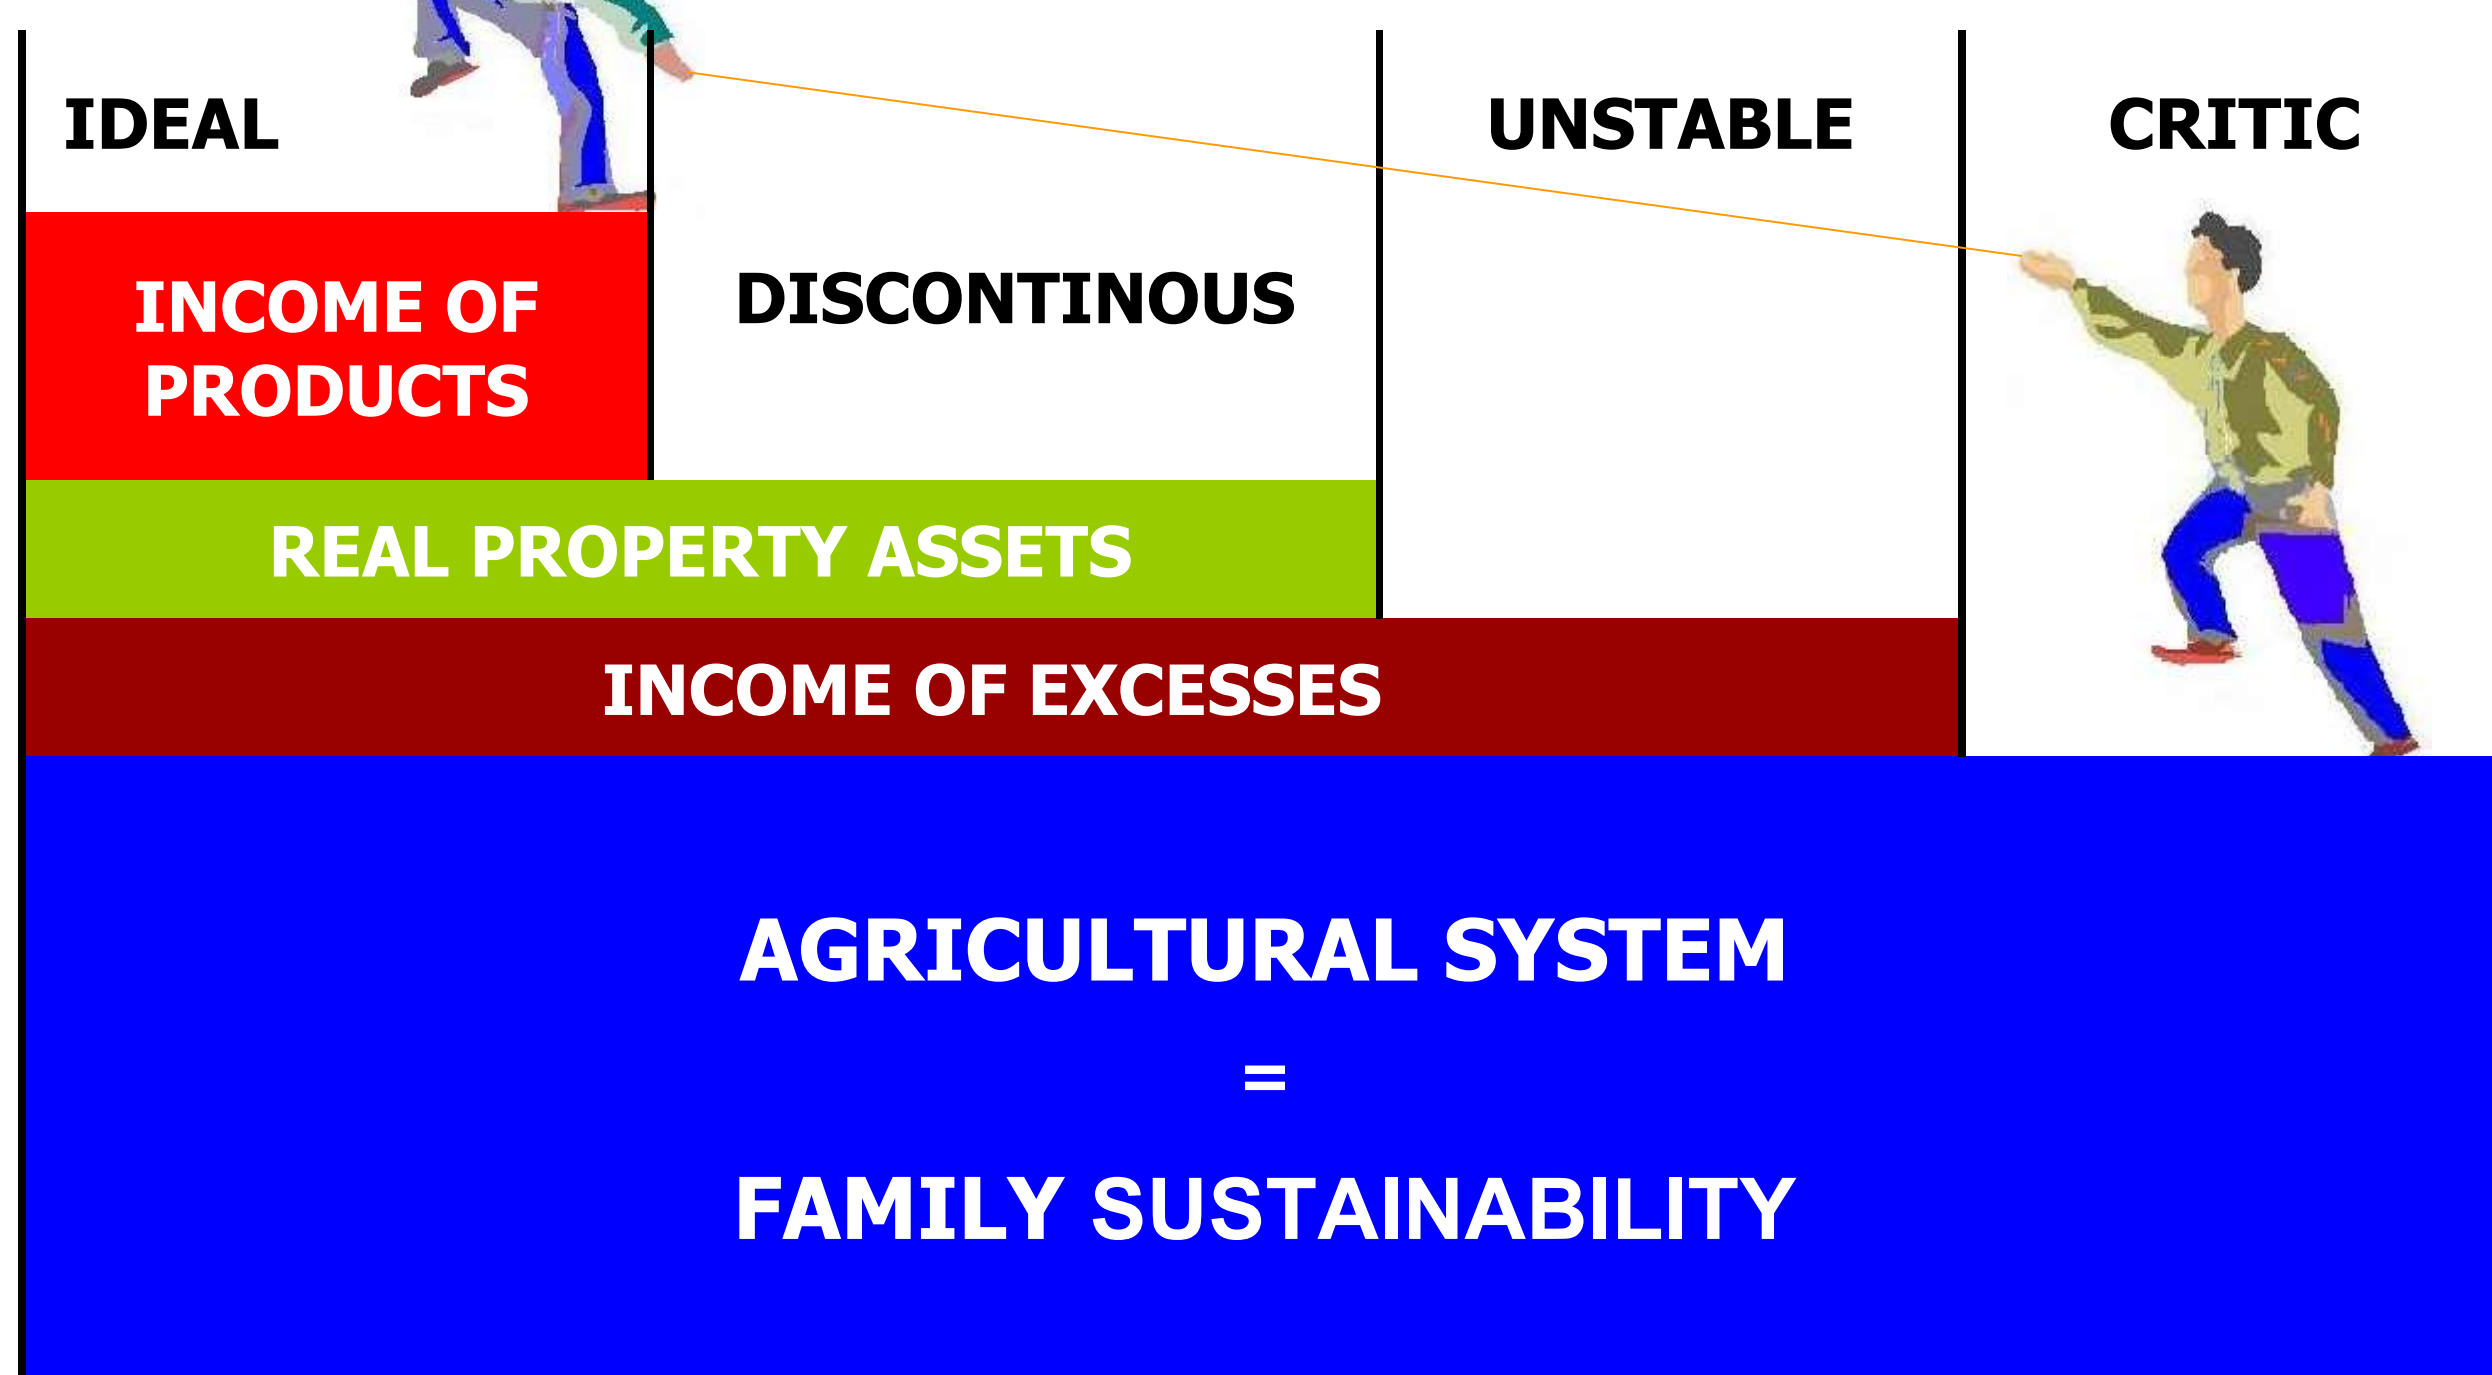 IDEAL
UNSTABLE
CRITIC
DISCONTINOUS
INCOME OF
PRODUCTS
REAL PROPERTY ASSETS
INCOME OF EXCESSES
AGRICULTURAL SYSTEM
=
FAMILY SUSTAINABILITY